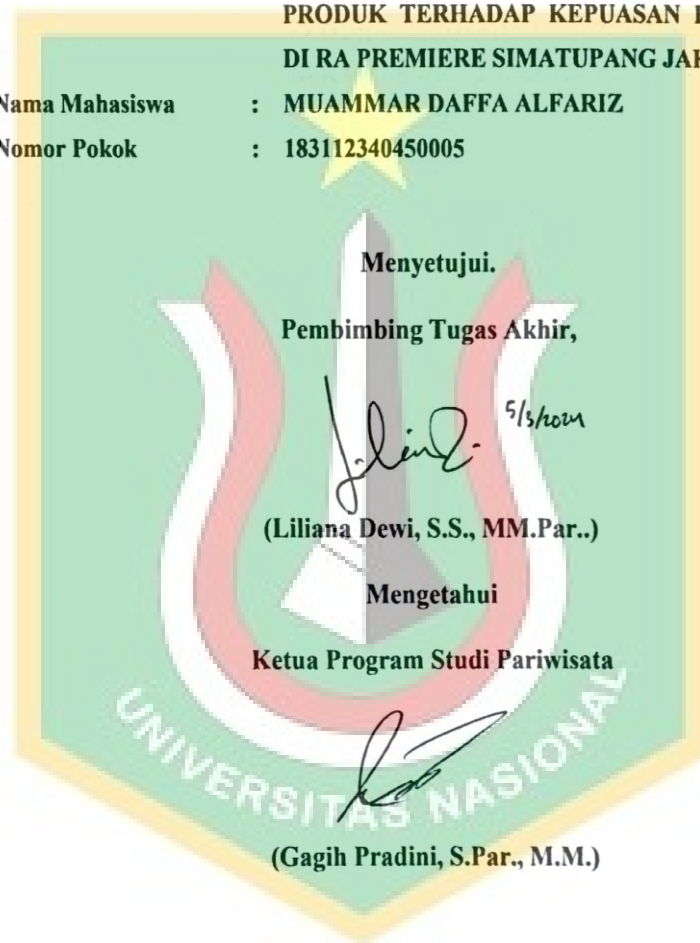 PRODUK TERHADAP KEPUASAN
DI RA PREMIERE SIMATUPANG
Nama Mahasiswa : MUAMMAR DAFFA ALFARIZ
Nomor Pokok : 183112340450005
Menyetujui.
Pembimbing Tugas Akhir,
(Liliana Dewi, S.S., MM.Par..)
Mengetahui
Ketua Program Studi Pariwisata
UNIVERSITAS NASIONAL
(Gagih Pradini, S.Par., M.M.)